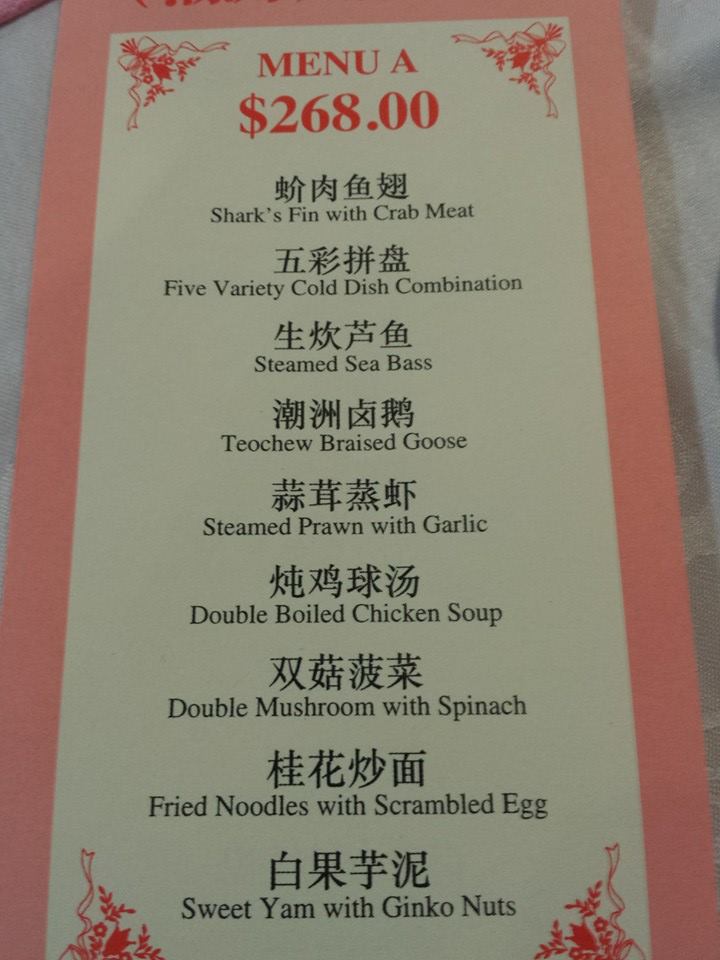 MENU A
$268.00
蚧肉鱼翅
Shark's Fin with Crab Meat
五彩拼盘
Five Variety Cold Dish Combination
生炊芦鱼
Steamed Sea Bass
潮洲卤鹅
Teochew Braised Goose
蒜茸蒸虾
Steamed Prawn with Garlic
炖鸡球汤
Double Boiled Chicken Soup
双菇菠菜
Double Mushroom with Spinach
桂花炒面
Fried Noodles with Scrambled Egg
白果芋泥
Sweet Yam with Ginko Nuts